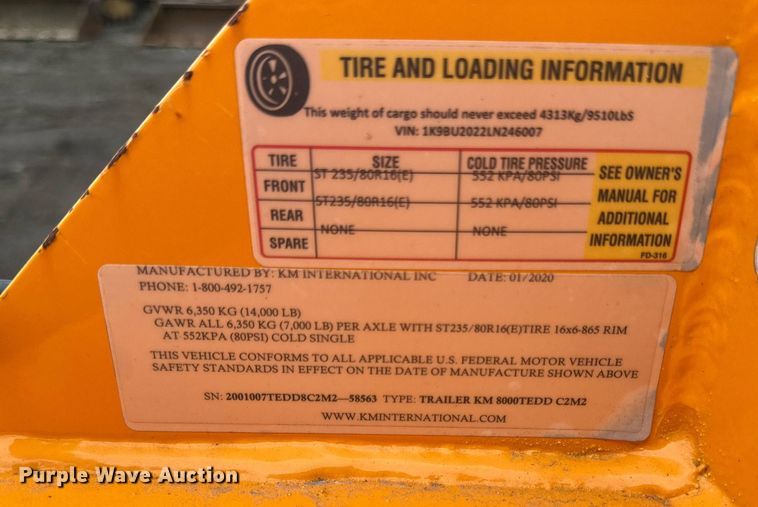 TIRE AND LOADING INFORMATION
This weight of cargo should never exceed 4313Kg/9510LbS
VIN: 1K9BU2022LN246007
TIRE SIZE COLD TIRE PRESSURE
FRONT ST 235/80R16(E) 552 KPA/80PSI
REAR ST235/80R16(E) 552 KPA/80PSI
SPARE NONE NONE
SEE OWNER'S
MANUAL FOR
ADDITIONAL
INFORMATION
FD-316
MANUFACTURED BY: KM INTERNATIONAL INC DATE: 01/2020
PHONE: 1-800-492-1757
GVWR 6,350 KG (14,000 LB)
GAWR ALL 6,350 KG (7,000 LB) PER AXLE WITH ST235/80R16(E)TIRE 16x6-865 RIM
AT 552KPA (80PSI) COLD SINGLE
THIS VEHICLE CONFORMS TO ALL APPLICABLE U.S. FEDERAL MOTOR VEHICLE
SAFETY STANDARDS IN EFFECT ON THE DATE OF MANUFACTURE SHOWN ABOVE
SN: 2001007TEDD8C2M2—58563 TYPE: TRAILER KM 8000TEDD C2M2
WWW.KMINTERNATIONAL.COM
Purple Wave Auction